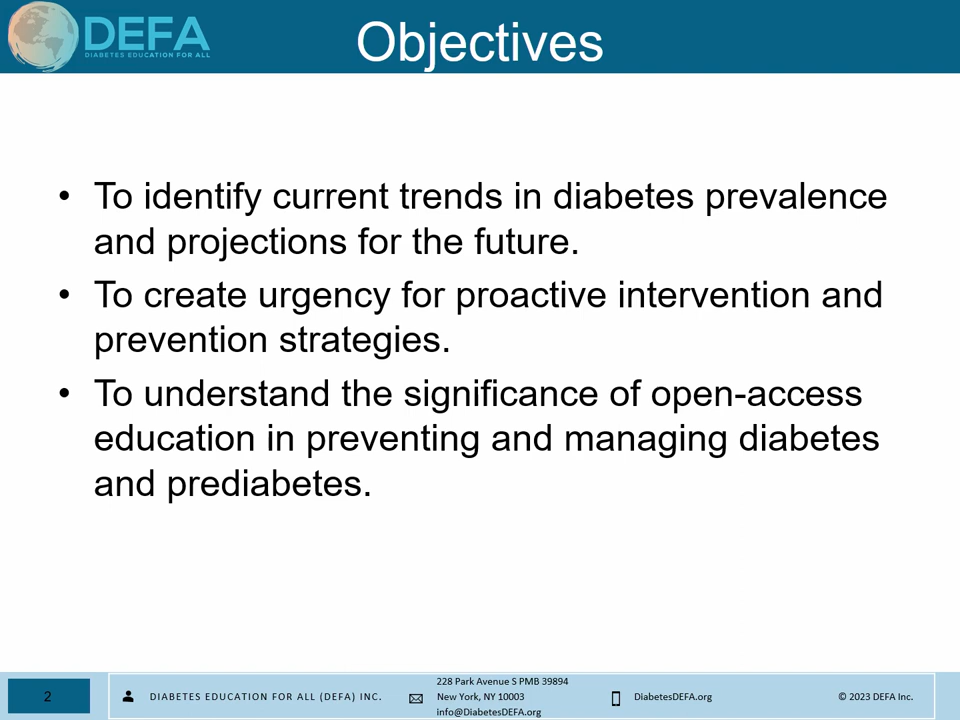 DEFA
DIABETES EDUCATION FOR ALL
Objectives
• To identify current trends in diabetes prevalence
and projections for the future.
• To create urgency for proactive intervention and
prevention strategies.
• To understand the significance of open-access
education in preventing and managing diabetes
and prediabetes.
2
DIABETES EDUCATION FOR ALL (DEFA) INC.
228 Park Avenue S PMB 39894
New York, NY 10003
info@DiabetesDEFA.org
DiabetesDEFA.org
© 2023 DEFA Inc.